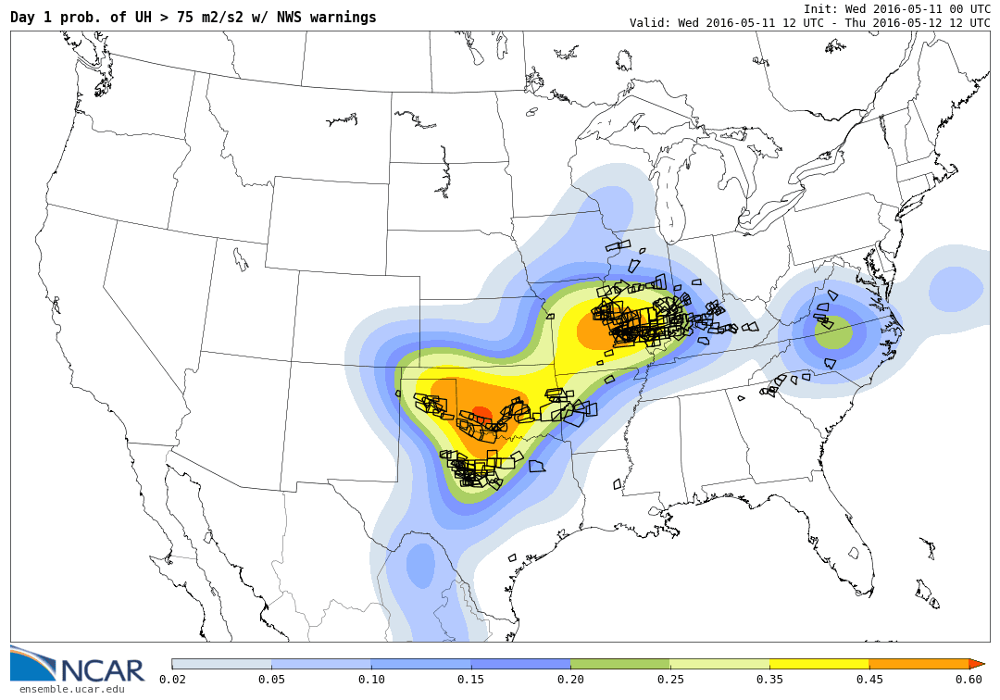 Day 1 prob. of UH > 75 m2/s2 w/ NWS warnings
Init: Wed 2016-05-11 00 UTC
Valid: Wed 2016-05-11 12 UTC - Thu 2016-05-12 12 UTC
NCAR
ensemble.ucar.edu
0.02 0.05 0.10 0.15 0.20 0.25 0.35 0.45 0.60